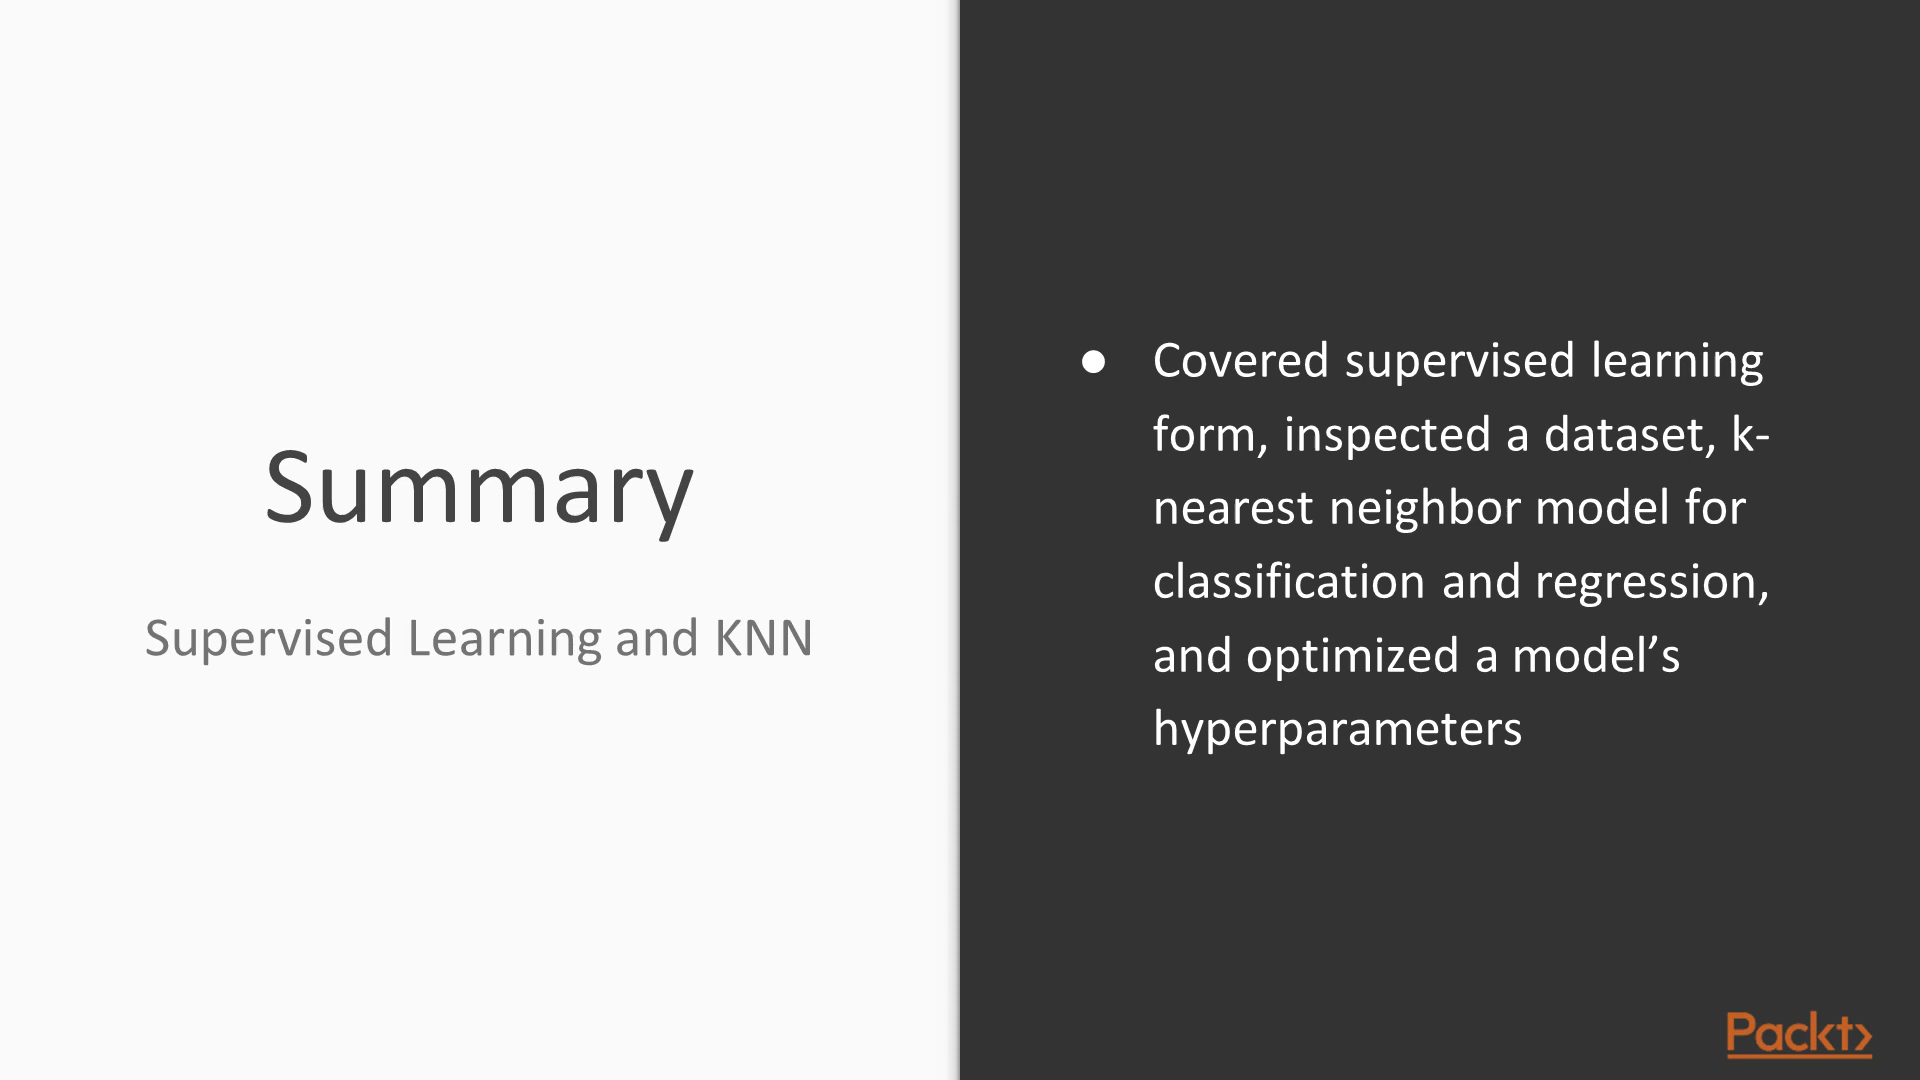 Summary
Supervised Learning and KNN
● Covered supervised learning
form, inspected a dataset, k-
nearest neighbor model for
classification and regression,
and optimized a model’s
hyperparameters
Packt>